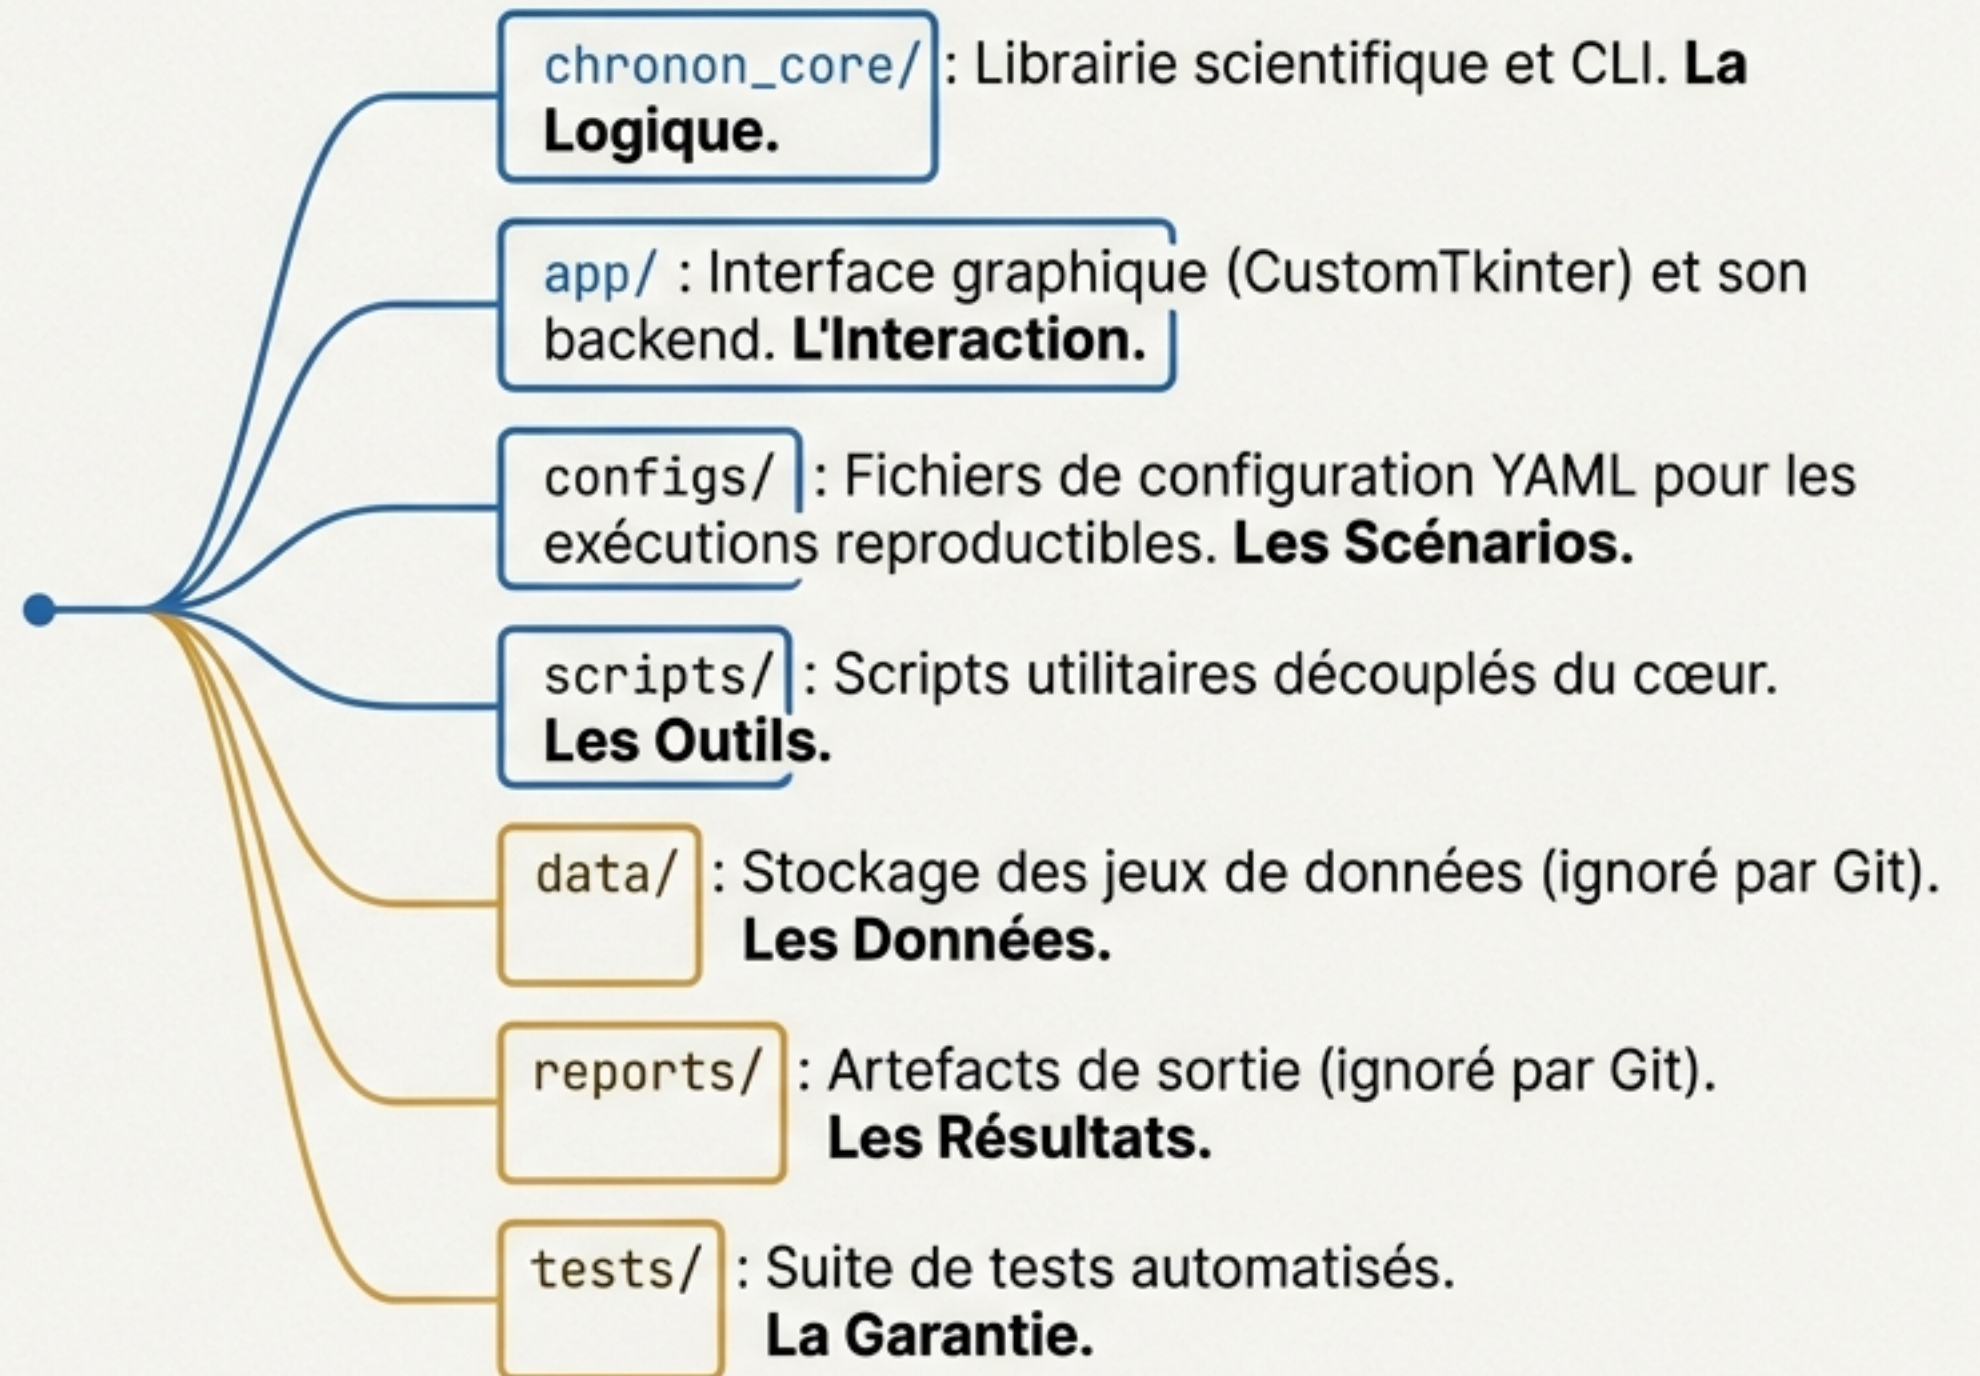 chronon_core/ : Librairie scientifique et CLI. La
Logique.
app/ : Interface graphique (CustomTkinter) et son
backend. L'Interaction.
configs/ : Fichiers de configuration YAML pour les
exécutions reproductibles. Les Scénarios.
scripts/ : Scripts utilitaires découplés du cœur.
Les Outils.
data/ : Stockage des jeux de données (ignoré par Git).
Les Données.
reports/ : Artefacts de sortie (ignoré par Git).
Les Résultats.
tests/ : Suite de tests automatisés.
La Garantie.